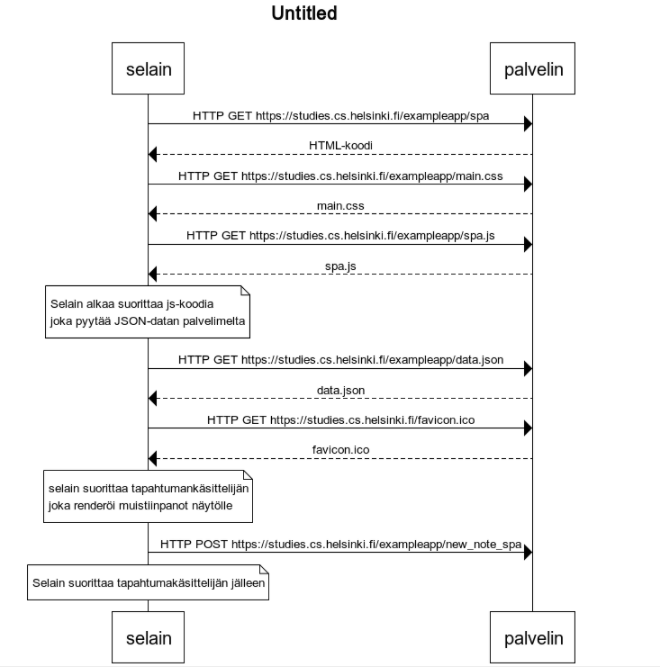 Untitled
selain
palvelin
HTTP GET https://studies.cs.helsinki.fi/exampleapp/spa
HTML-koodi
HTTP GET https://studies.cs.helsinki.fi/exampleapp/main.css
main.css
HTTP GET https://studies.cs.helsinki.fi/exampleapp/spa.js
spa.js
Selain alkaa suorittaa js-koodia
joka pyytää JSON-datan palvelimelta
HTTP GET https://studies.cs.helsinki.fi/exampleapp/data.json
data.json
HTTP GET https://studies.cs.helsinki.fi/favicon.ico
favicon.ico
selain suorittaa tapahtumankäsittelijän
joka renderöi muistiinpanot näytölle
HTTP POST https://studies.cs.helsinki.fi/exampleapp/new_note_spa
Selain suorittaa tapahtumakäsittelijän jälleen
selain
palvelin